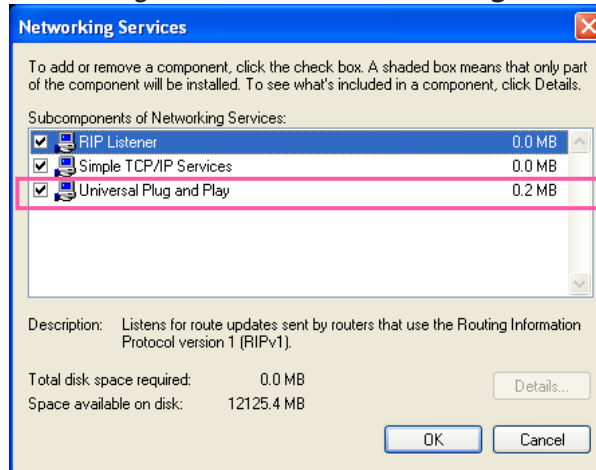 Networking Services
To add or remove a component, click the check box. A shaded box means that only part
of the component will be installed. To see what's included in a component, click Details.
Subcomponents of Networking Services:
RIP Listener 0.0 MB
Simple TCP/IP Services 0.0 MB
Universal Plug and Play 0.2 MB
Description: Listens for route updates sent by routers that use the Routing Information
Protocol version 1 (RIPv1).
Total disk space required: 0.0 MB
Details...
Space available on disk: 12125.4 MB
OK Cancel